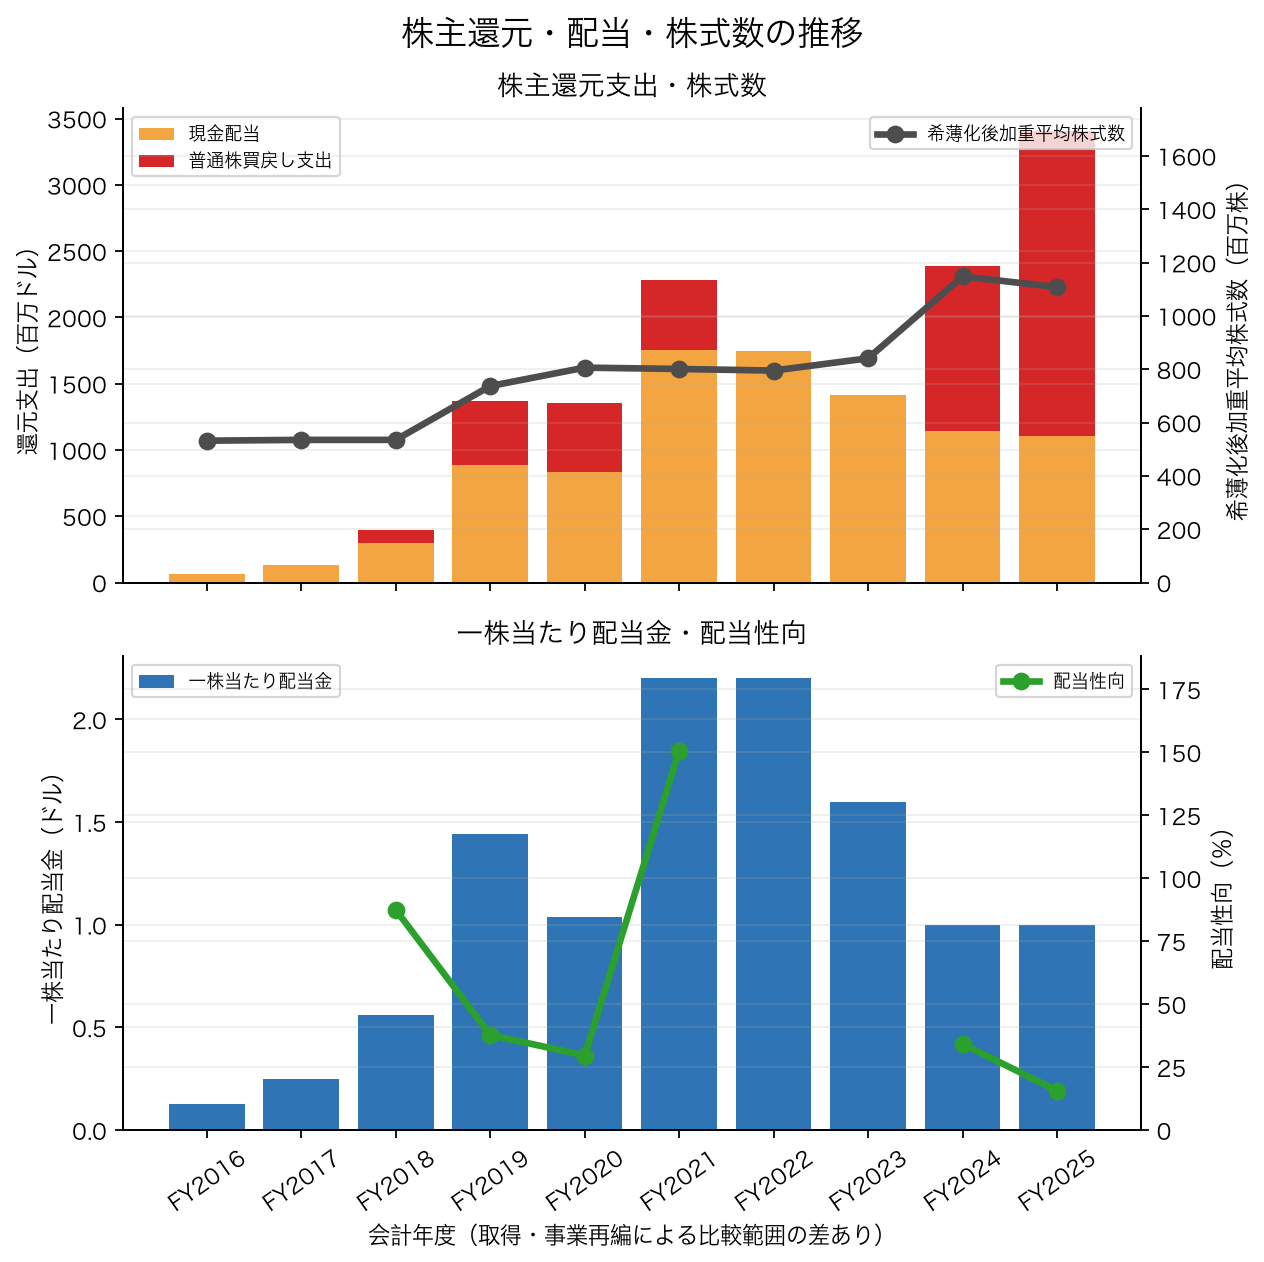 株主還元・配当・株式数の推移
株主還元支出・株式数
現金配当
普通株買戻し支出
希薄化後加重平均株式数
還元支出（百万ドル）
3500
3000
2500
2000
1500
1000
500
0
1600
1400
1200
1000
800
600
400
200
0
希薄化後加重平均株式数（百万株）
一株当たり配当金・配当性向
一株当たり配当金
配当性向
一株当たり配当金（ドル）
2.0
1.5
1.0
0.5
0.0
175
150
125
100
75
50
25
0
配当性向（%）
FY2016
FY2017
FY2018
FY2019
FY2020
FY2021
FY2022
FY2023
FY2024
FY2025
会計年度（取得・事業再編による比較範囲の差あり）